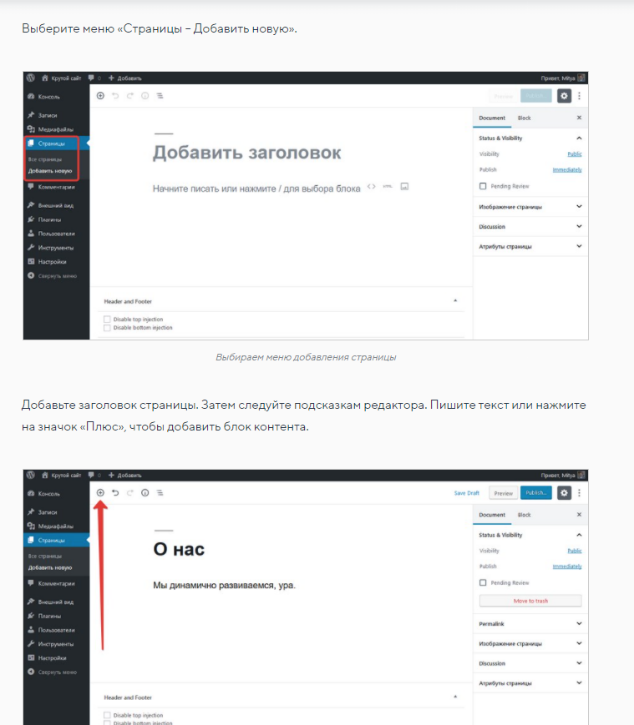 Выберите меню «Страницы – Добавить новую».
Крутой сайт
Добавить
Привет, Mitya
Консоль
Записи
Медиафайлы
Страницы
Все страницы
Добавить новую
Комментарии
Внешний вид
Плагины
Пользователи
Инструменты
Настройки
Свернуть меню
Добавить заголовок
Начните писать или нажмите / для выбора блока
Header and Footer
Disable top injection
Disable bottom injection
Document Block
Status & Visibility
Visibility Public
Publish Immediately
Pending Review
Изображение страницы
Discussion
Атрибуты страницы
Выбираем меню добавления страницы
Добавьте заголовок страницы. Затем следуйте подсказкам редактора. Пишите текст или нажмите
на значок «Плюс», чтобы добавить блок контента.
Крутой сайт
Добавить
Привет, Mitya
Консоль
Записи
Медиафайлы
Страницы
Все страницы
Добавить новую
Комментарии
Внешний вид
Плагины
Пользователи
Инструменты
Настройки
Свернуть меню
Save Draft Preview Publish...
О нас
Мы динамично развиваемся, ура.
Header and Footer
Disable top injection
Disable bottom injection
Document Block
Status & Visibility
Visibility Public
Publish Immediately
Pending Review
Move to trash
Permalink
Изображение страницы
Discussion
Атрибуты страницы